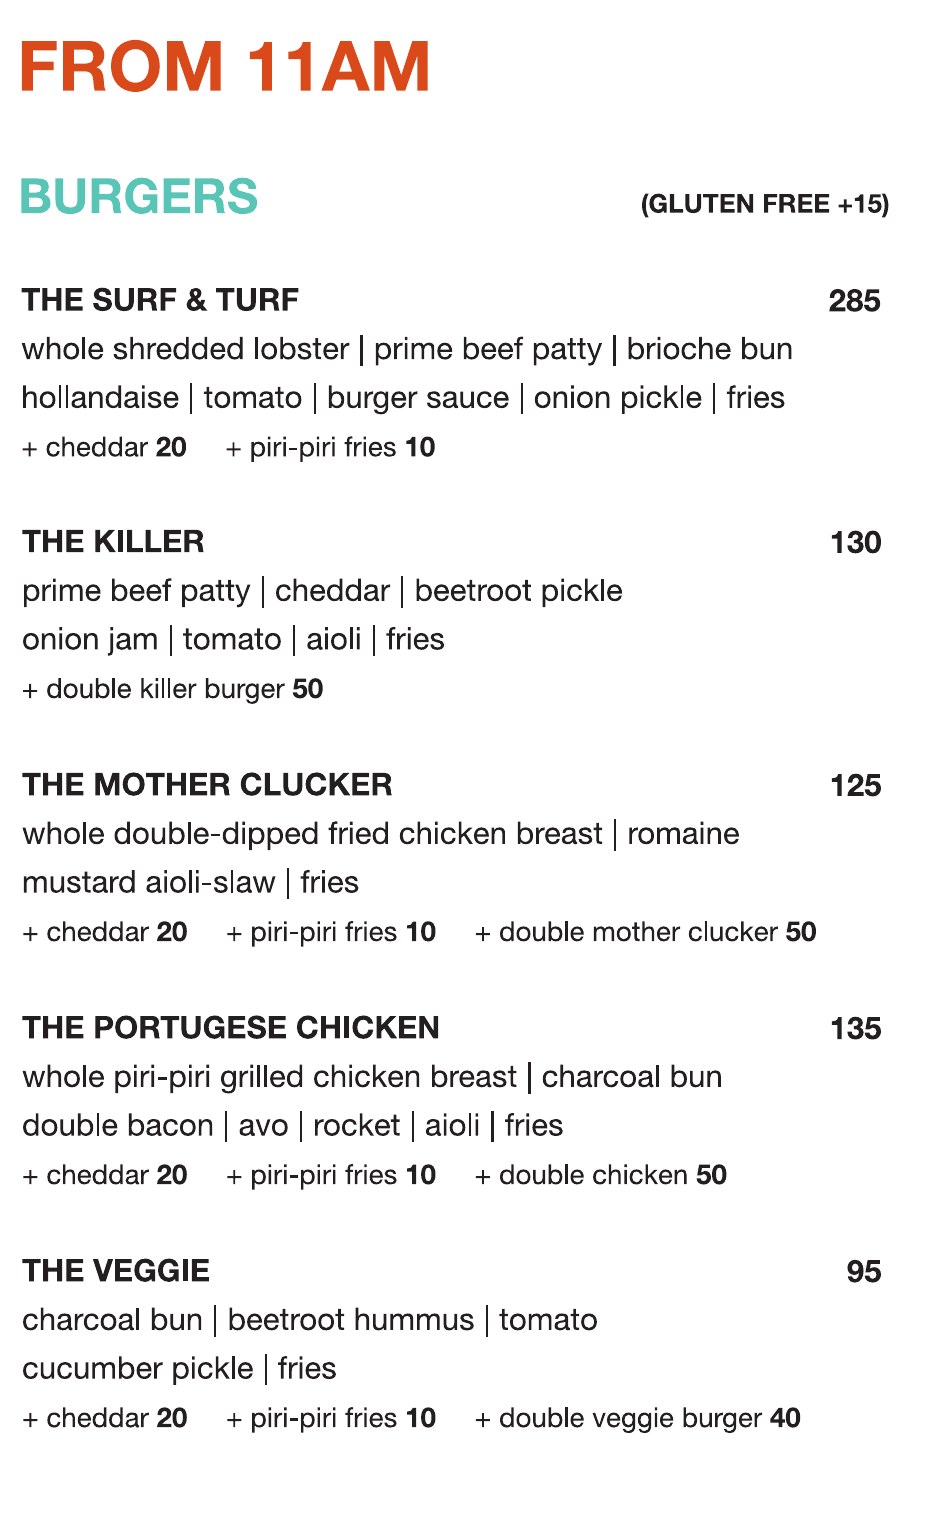 FROM 11AM
BURGERS (GLUTEN FREE +15)
THE SURF & TURF 285
whole shredded lobster | prime beef patty | brioche bun
hollandaise | tomato | burger sauce | onion pickle | fries
+ cheddar 20 + piri-piri fries 10
THE KILLER 130
prime beef patty | cheddar | beetroot pickle
onion jam | tomato | aioli | fries
+ double killer burger 50
THE MOTHER CLUCKER 125
whole double-dipped fried chicken breast | romaine
mustard aioli-slaw | fries
+ cheddar 20 + piri-piri fries 10 + double mother clucker 50
THE PORTUGESE CHICKEN 135
whole piri-piri grilled chicken breast | charcoal bun
double bacon | avo | rocket | aioli | fries
+ cheddar 20 + piri-piri fries 10 + double chicken 50
THE VEGGIE 95
charcoal bun | beetroot hummus | tomato
cucumber pickle | fries
+ cheddar 20 + piri-piri fries 10 + double veggie burger 40